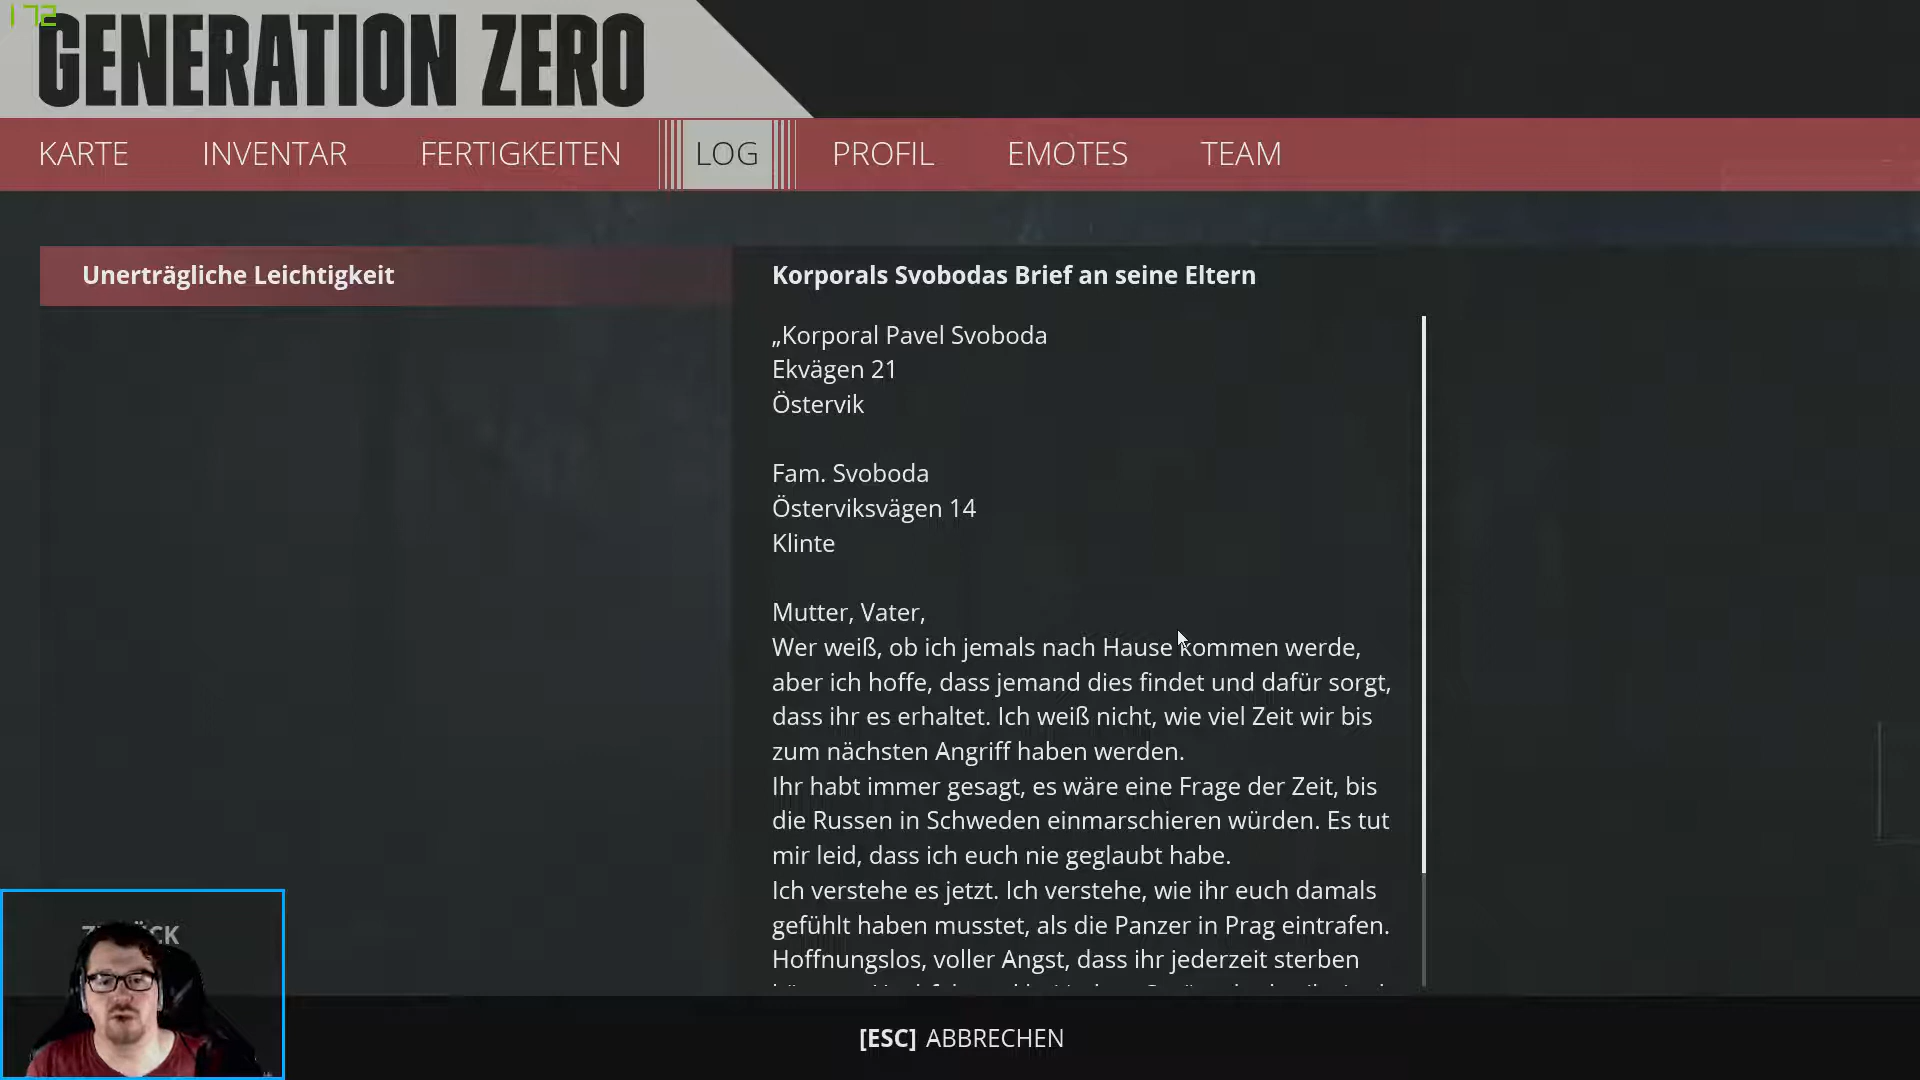 172
GENERATION ZERO
KARTE
INVENTAR
FERTIGKEITEN
LOG
PROFIL
EMOTES
TEAM
Unerträgliche Leichtigkeit
Korporals Svobodas Brief an seine Eltern
„Korporal Pavel Svoboda
Ekvägen 21
Östervik
Fam. Svoboda
Österviksvägen 14
Klinte
Mutter, Vater,
Wer weiß, ob ich jemals nach Hause kommen werde,
aber ich hoffe, dass jemand dies findet und dafür sorgt,
dass ihr es erhaltet. Ich weiß nicht, wie viel Zeit wir bis
zum nächsten Angriff haben werden.
Ihr habt immer gesagt, es wäre eine Frage der Zeit, bis
die Russen in Schweden einmarschieren würden. Es tut
mir leid, dass ich euch nie geglaubt habe.
Ich verstehe es jetzt. Ich verstehe, wie ihr euch damals
gefühlt haben musstet, als die Panzer in Prag eintrafen.
Hoffnungslos, voller Angst, dass ihr jederzeit sterben
[ESC] ABBRECHEN